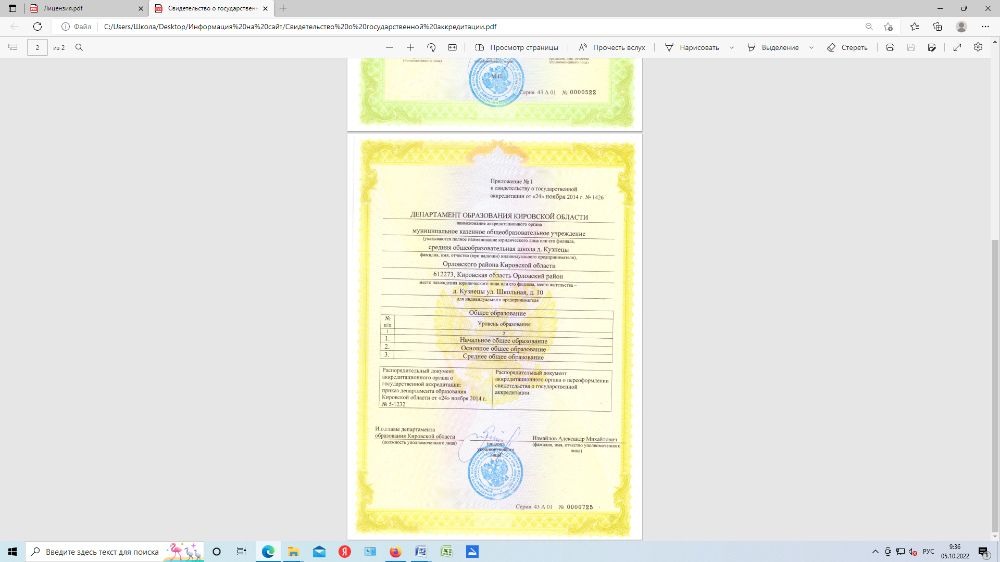 Лицензия.pdf
Свидетельство о государственн
Файл
C:/Users/Школа/Desktop/Информация%20на%20сайт/Свидетельство%20о%20государственной%20аккредитации.pdf
2 из 2
Просмотр страницы
Прочесть вслух
Нарисовать
Выделение
Стереть
уполномоченного лица)
уполномоченного лица)
М.П.
Серия 43 А 01 № 0000522
Приложение № 1
к свидетельству о государственной
аккредитации от «24» ноября 2014 г. № 1426
ДЕПАРТАМЕНТ ОБРАЗОВАНИЯ КИРОВСКОЙ ОБЛАСТИ
наименование аккредитационного органа
муниципальное казенное общеобразовательное учреждение
(указываются полное наименование юридического лица или его филиала,
средняя общеобразовательная школа д. Кузнецы
фамилия, имя, отчество (при наличии) индивидуального предпринимателя),
Орловского района Кировской области
612273, Кировская область Орловский район
место нахождения юридического лица или его филиала, место жительства –
д. Кузнецы ул. Школьная, д. 10
для индивидуального предпринимателя
Общее образование
№ п/п
Уровень образования
1
2
1. Начальное общее образование
2. Основное общее образование
3. Среднее общее образование
Распорядительный документ
аккредитационного органа о
государственной аккредитации:
приказ департамента образования
Кировской области от «24» ноября 2014 г.
№ 5-1232
Распорядительный документ
аккредитационного органа о переоформлении
свидетельства о государственной
аккредитации:
И.о.главы департамента
образования Кировской области
(должность уполномоченного лица)
(подпись
уполномоченного
лица)
Измайлов Александр Михайлович
(фамилия, имя, отчество уполномоченного
лица)
Серия 43 А 01 № 0000725
Введите здесь текст для поиска
РУС
9:36
05.10.2022
1